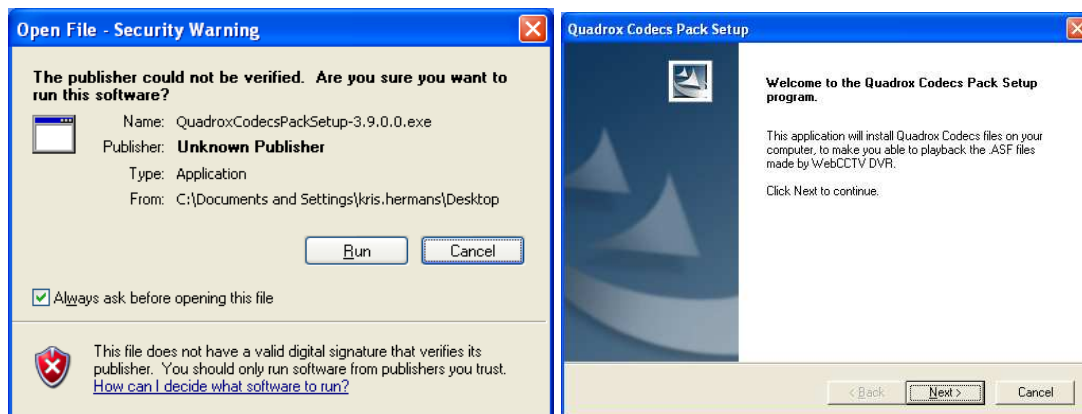 Open File - Security Warning
The publisher could not be verified. Are you sure you want to
run this software?
Name: QuadroxCodecsPackSetup-3.9.0.0.exe
Publisher: Unknown Publisher
Type: Application
From: C:\Documents and Settings\kris.hermans\Desktop
Run Cancel
Always ask before opening this file
This file does not have a valid digital signature that verifies its
publisher. You should only run software from publishers you trust.
How can I decide what software to run?
Quadrox Codecs Pack Setup
Welcome to the Quadrox Codecs Pack Setup
program.
This application will install Quadrox Codecs files on your
computer, to make you able to playback the .ASF files
made by WebCCTV DVR.
Click Next to continue.
< Back Next > Cancel